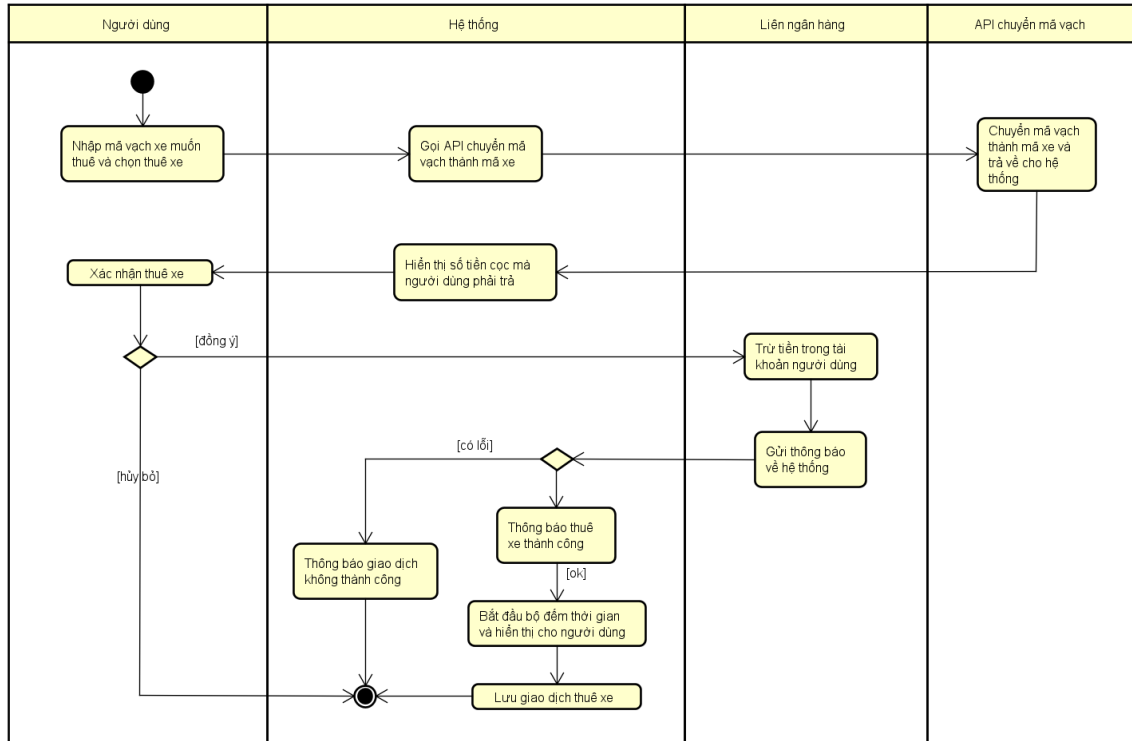 Người dùng
Hệ thống
Liên ngân hàng
API chuyển mã vạch
Nhập mã vạch xe muốn
thuê và chọn thuê xe
Gọi API chuyển mã
vạch thành mã xe
Chuyển mã vạch
thành mã xe và
trả về cho hệ
thống
Xác nhận thuê xe
Hiển thị số tiền cọc mà
người dùng phải trả
[đồng ý]
Trừ tiền trong tài
khoản người dùng
[có lỗi]
Gửi thông báo
về hệ thống
[hủy bỏ]
Thông báo thuê
xe thành công
Thông báo giao dịch
không thành công
[ok]
Bắt đầu bộ đếm thời gian
và hiển thị cho người dùng
Lưu giao dịch thuê xe